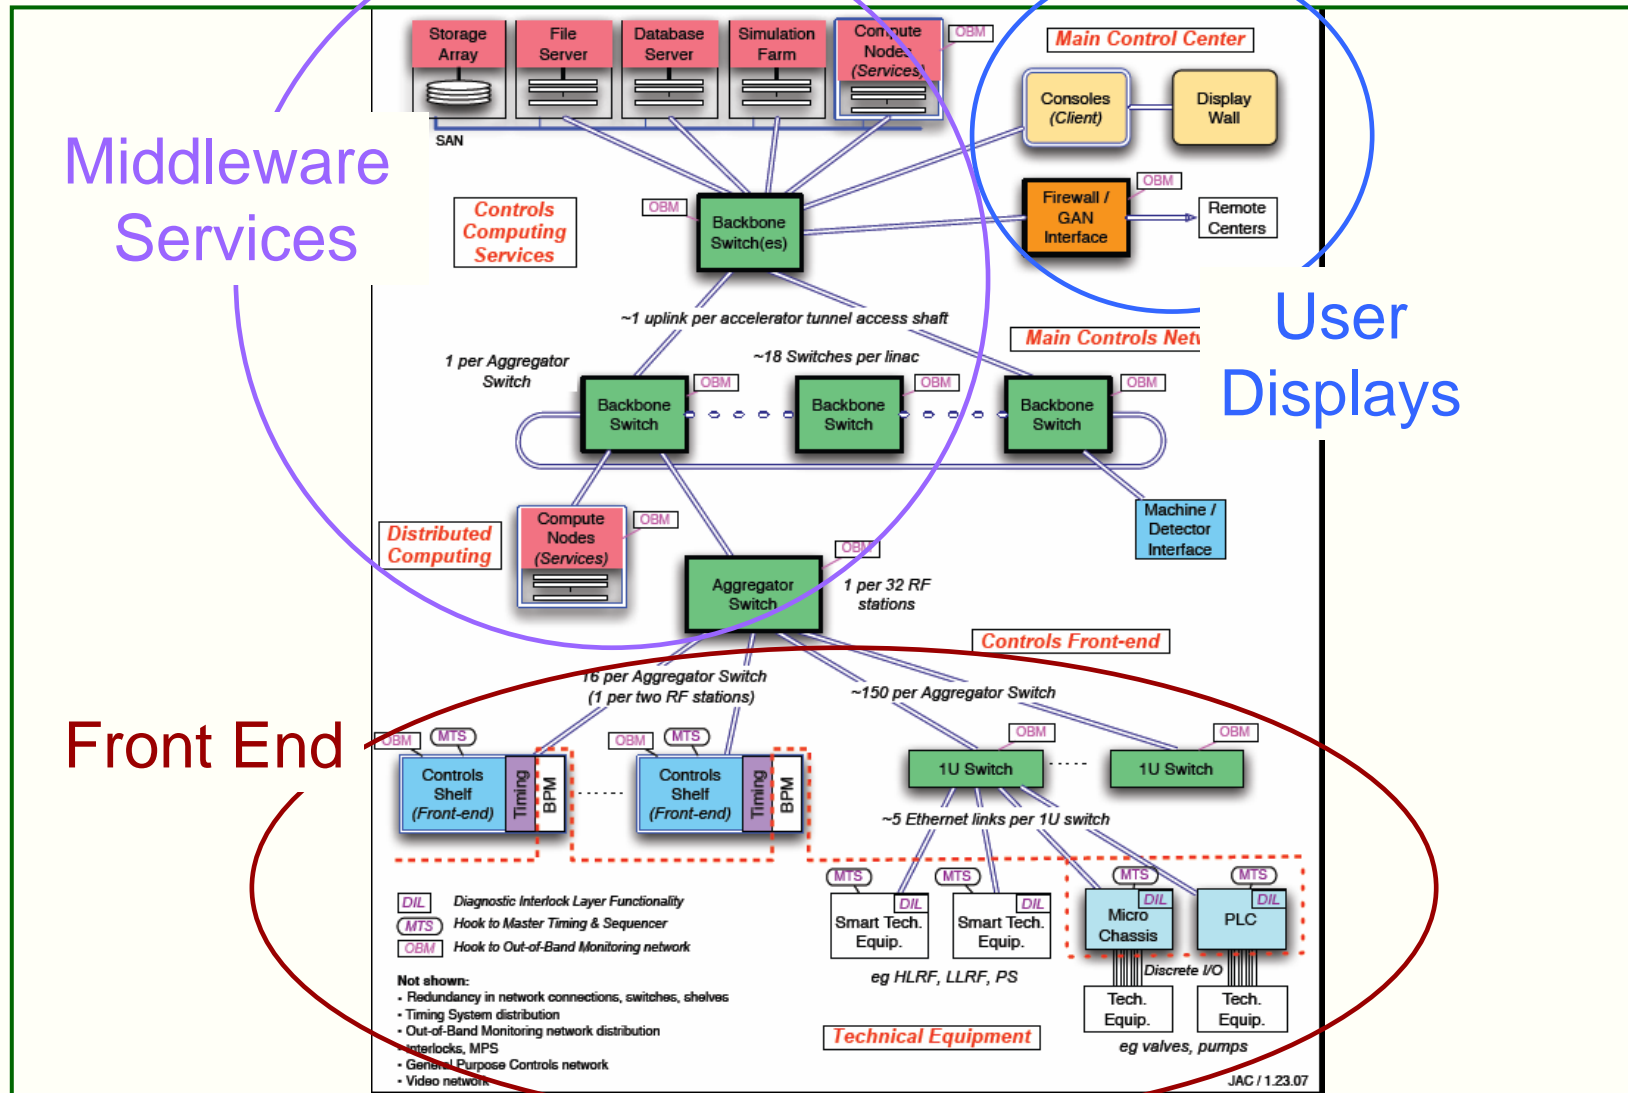 Storage
Array
File
Server
Database
Server
Simulation
Farm
Compute
Nodes
(Services)
OBM
Main Control Center
Consoles
(Client)
Display
Wall
SAN
Middleware
Services
Controls
Computing
Services
OBM
Backbone
Switch(es)
Firewall /
GAN
Interface
OBM
Remote
Centers
User
Displays
~1 uplink per accelerator tunnel access shaft
Main Controls Netw
1 per Aggregator
Switch
~18 Switches per linac
OBM
OBM
OBM
Backbone
Switch
Backbone
Switch
Backbone
Switch
Distributed
Computing
Compute
Nodes
(Services)
OBM
Machine /
Detector
Interface
OBM
Aggregator
Switch
1 per 32 RF
stations
Controls Front-end
16 per Aggregator Switch
(1 per two RF stations)
~150 per Aggregator Switch
Front End
OBM
MTS
Controls
Shelf
(Front-end)
Timing
BPM
OBM
MTS
Controls
Shelf
(Front-end)
Timing
BPM
OBM
1U Switch
OBM
1U Switch
~5 Ethernet links per 1U switch
MTS
DIL
Smart Tech.
Equip.
MTS
DIL
Smart Tech.
Equip.
MTS
DIL
Micro
Chassis
MTS
DIL
PLC
eg HLRF, LLRF, PS
Discrete I/O
Tech.
Equip.
Tech.
Equip.
eg valves, pumps
Technical Equipment
DIL Diagnostic Interlock Layer Functionality
MTS Hook to Master Timing & Sequencer
OBM Hook to Out-of-Band Monitoring network
Not shown:
- Redundancy in network connections, switches, shelves
- Timing System distribution
- Out-of-Band Monitoring network distribution
- Interlocks, MPS
- General Purpose Controls network
- Video network
JAC / 1.23.07